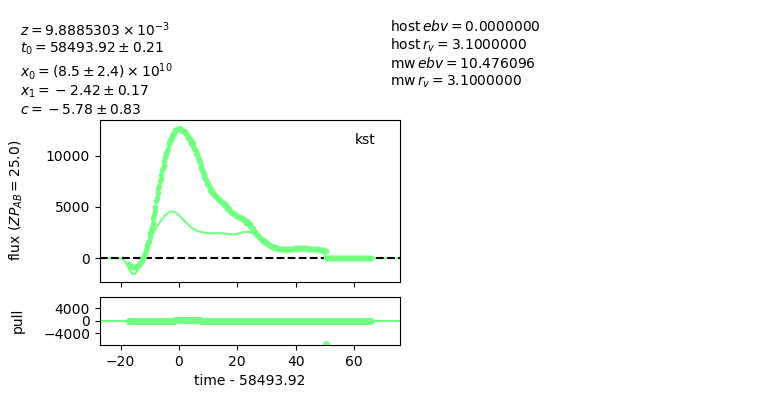 z = 9.8885303 × 10⁻³
t₀ = 58493.92 ± 0.21
x₀ = (8.5 ± 2.4) × 10¹⁰
x₁ = −2.42 ± 0.17
c = −5.78 ± 0.83
host ebv = 0.0000000
host r_v = 3.1000000
mw ebv = 10.476096
mw r_v = 3.1000000
kst
flux (ZP_AB = 25.0)
10000
5000
0
pull
4000
0
−4000
−20 0 20 40 60
time - 58493.92